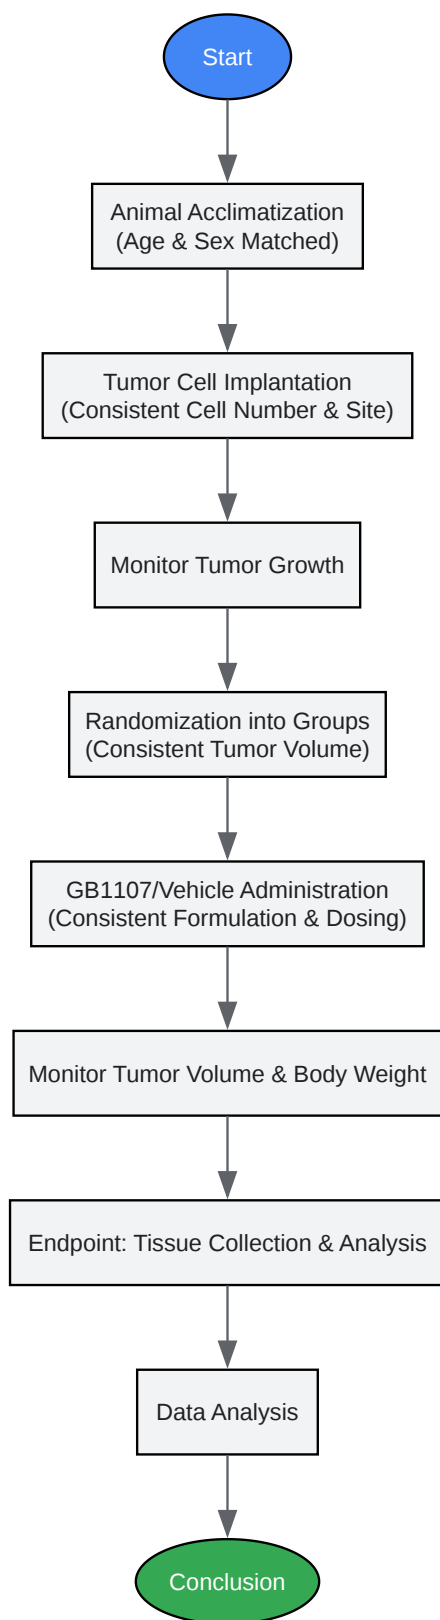 Start
Animal Acclimatization
(Age & Sex Matched)
Tumor Cell Implantation
(Consistent Cell Number & Site)
Monitor Tumor Growth
Randomization into Groups
(Consistent Tumor Volume)
GB1107/Vehicle Administration
(Consistent Formulation & Dosing)
Monitor Tumor Volume & Body Weight
Endpoint: Tissue Collection & Analysis
Data Analysis
Conclusion